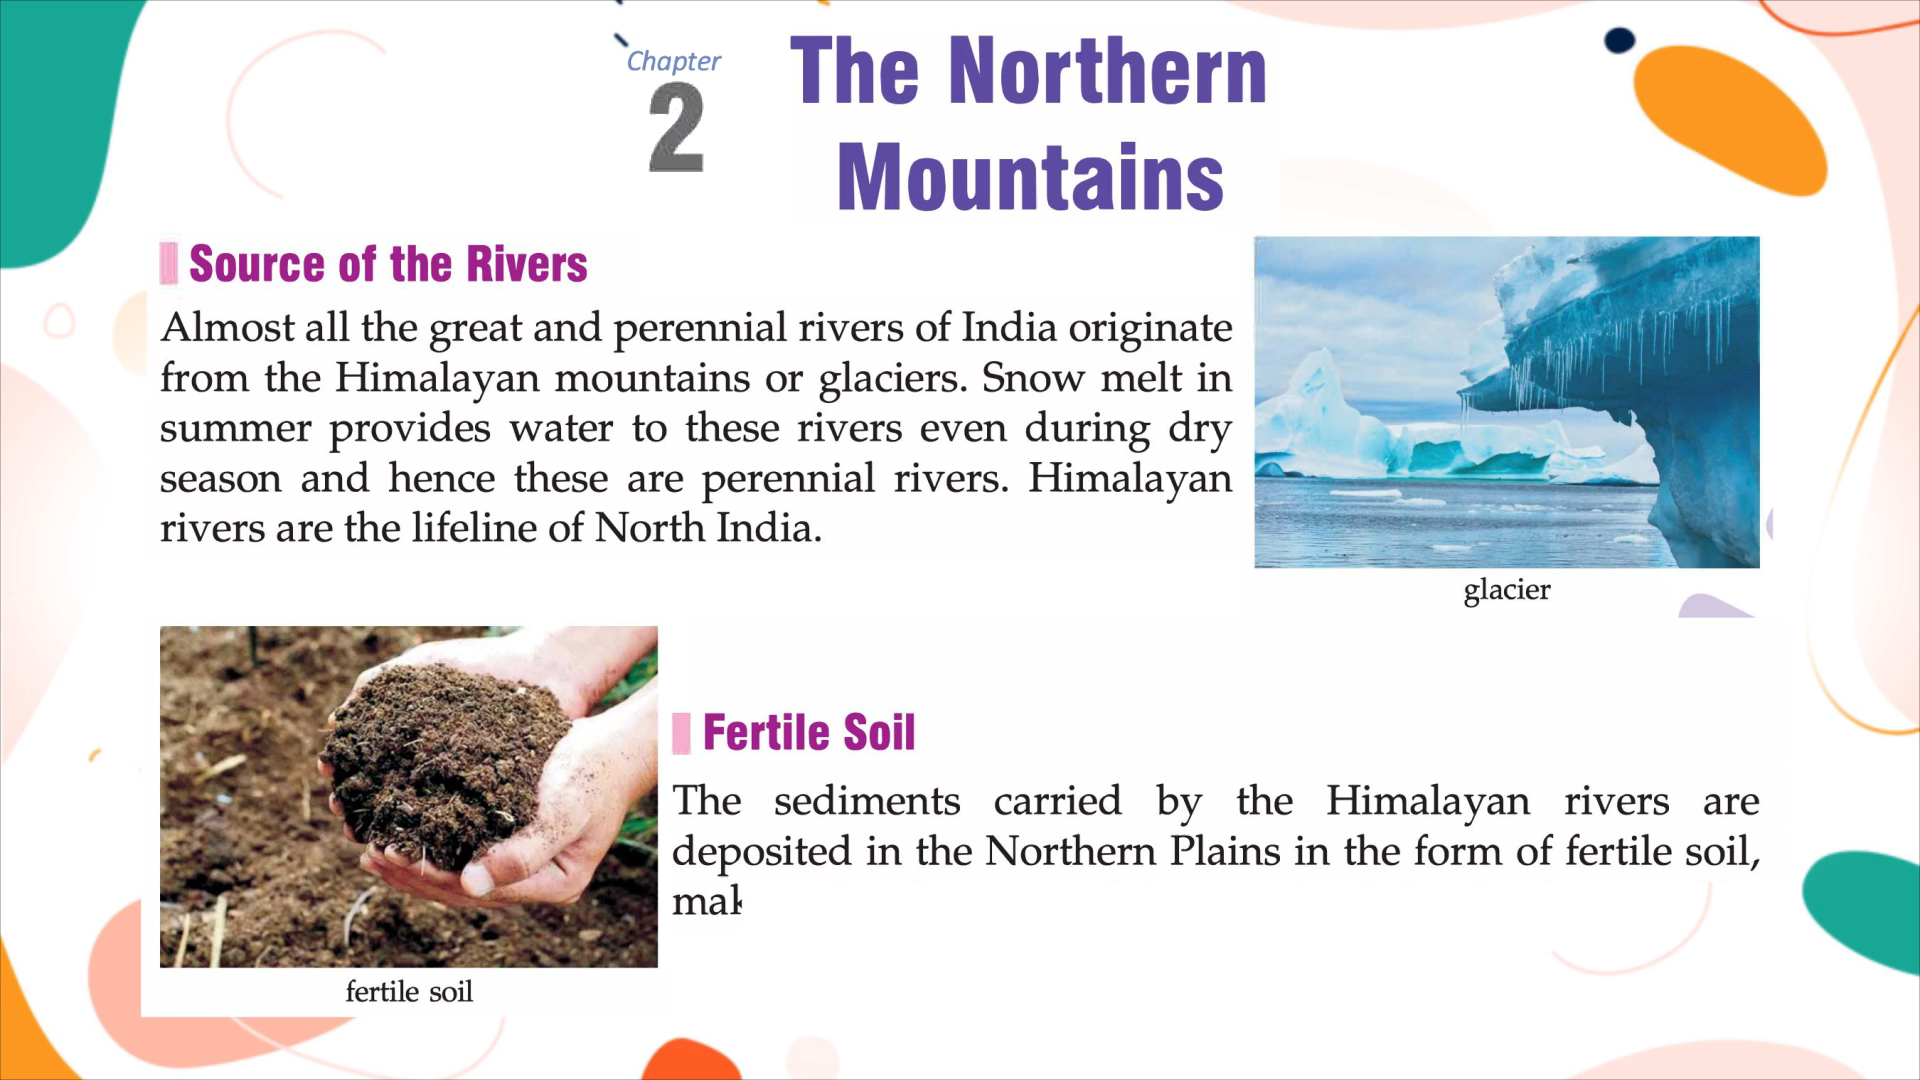 Chapter
2
The Northern
Mountains
Source of the Rivers
Almost all the great and perennial rivers of India originate
from the Himalayan mountains or glaciers. Snow melt in
summer provides water to these rivers even during dry
season and hence these are perennial rivers. Himalayan
rivers are the lifeline of North India.
glacier
fertile soil
Fertile Soil
The sediments carried by the Himalayan rivers are
deposited in the Northern Plains in the form of fertile soil,